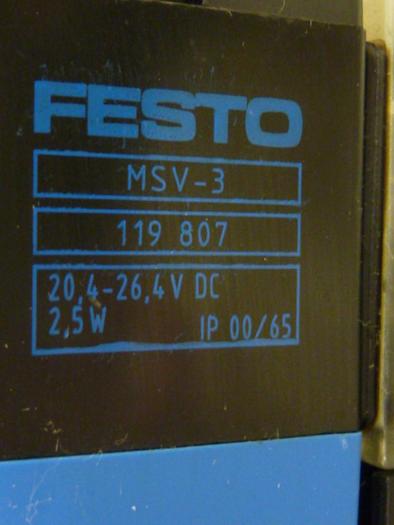 FESTO
MSV-3
119 807
20,4-26,4V DC
2,5W IP 00/65